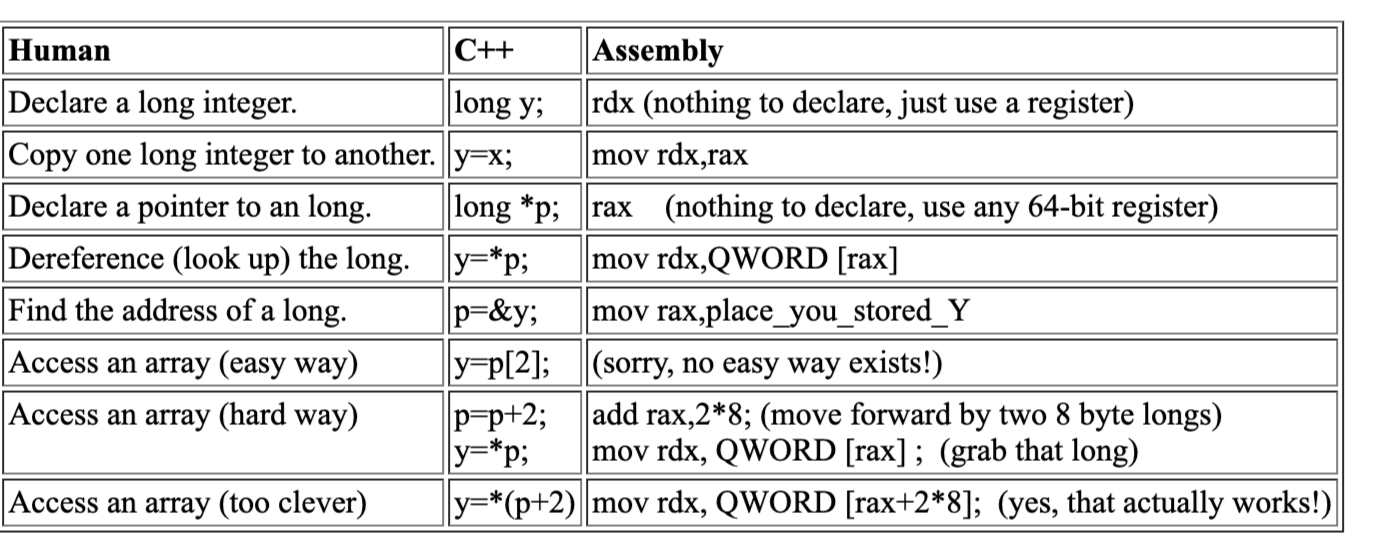 Human C++ Assembly
Declare a long integer. long y; rdx (nothing to declare, just use a register)
Copy one long integer to another. y=x; mov rdx,rax
Declare a pointer to an long. long *p; rax (nothing to declare, use any 64-bit register)
Dereference (look up) the long. y=*p; mov rdx,QWORD [rax]
Find the address of a long. p=&y; mov rax,place_you_stored_Y
Access an array (easy way) y=p[2]; (sorry, no easy way exists!)
Access an array (hard way) p=p+2; add rax,2*8; (move forward by two 8 byte longs)
y=*p; mov rdx, QWORD [rax] ; (grab that long)
Access an array (too clever) y=*(p+2) mov rdx, QWORD [rax+2*8]; (yes, that actually works!)